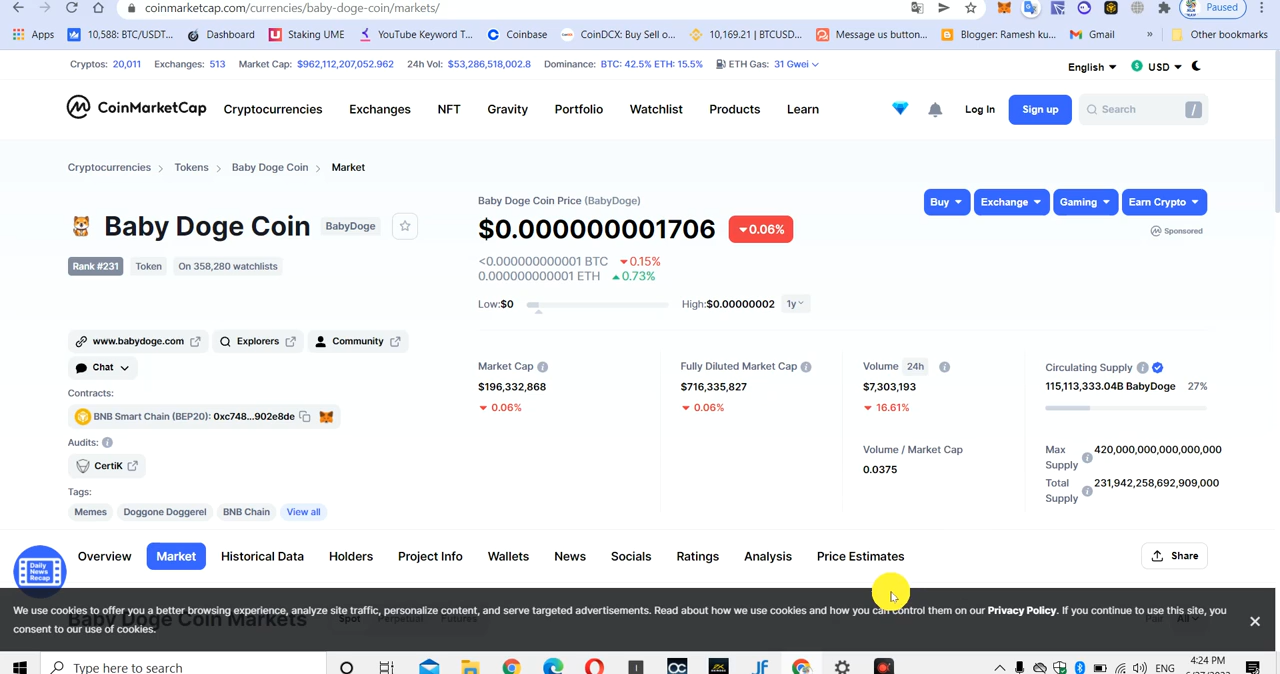 coinmarketcap.com/currencies/baby-doge-coin/markets/
Paused
Apps
10,588: BTC/USDT...
Dashboard
Staking UME
YouTube Keyword T...
Coinbase
CoinDCX: Buy Sell o...
10,169.21 | BTCUSD...
Message us button...
Blogger: Ramesh ku...
Gmail
»
Other bookmarks
Cryptos: 20,011
Exchanges: 513
Market Cap: $962,112,207,052.962
24h Vol: $53,286,518,002.8
Dominance: BTC: 42.5% ETH: 15.5%
ETH Gas: 31 Gwei
English
USD
CoinMarketCap
Cryptocurrencies
Exchanges
NFT
Gravity
Portfolio
Watchlist
Products
Learn
Log In
Sign up
Search
/
Cryptocurrencies
Tokens
Baby Doge Coin
Market
Baby Doge Coin
BabyDoge
Rank #231
Token
On 358,280 watchlists
Baby Doge Coin Price (BabyDoge)
$0.000000001706
0.06%
<0.000000000001 BTC
0.15%
0.000000000001 ETH
0.73%
Low:$0
High:$0.00000002
1y
Buy
Exchange
Gaming
Earn Crypto
Sponsored
www.babydoge.com
Explorers
Community
Chat
Contracts:
BNB Smart Chain (BEP20): 0xc748...902e8de
Audits:
CertiK
Tags:
Memes
Doggone Doggerel
BNB Chain
View all
Market Cap
$196,332,868
0.06%
Fully Diluted Market Cap
$716,335,827
0.06%
Volume 24h
$7,303,193
16.61%
Volume / Market Cap
0.0375
Circulating Supply
115,113,333.04B BabyDoge
27%
Max Supply
420,000,000,000,000,000
Total Supply
231,942,258,692,909,000
Overview
Market
Historical Data
Holders
Project Info
Wallets
News
Socials
Ratings
Analysis
Price Estimates
Share
Daily
News
Recap
Baby Doge Coin Markets
Spot
Perpetual
Futures
Pair
All
We use cookies to offer you a better browsing experience, analyze site traffic, personalize content, and serve targeted advertisements. Read about how we use cookies and how you can control them on our Privacy Policy. If you continue to use this site, you
consent to our use of cookies.
Type here to search
ENG
4:24 PM